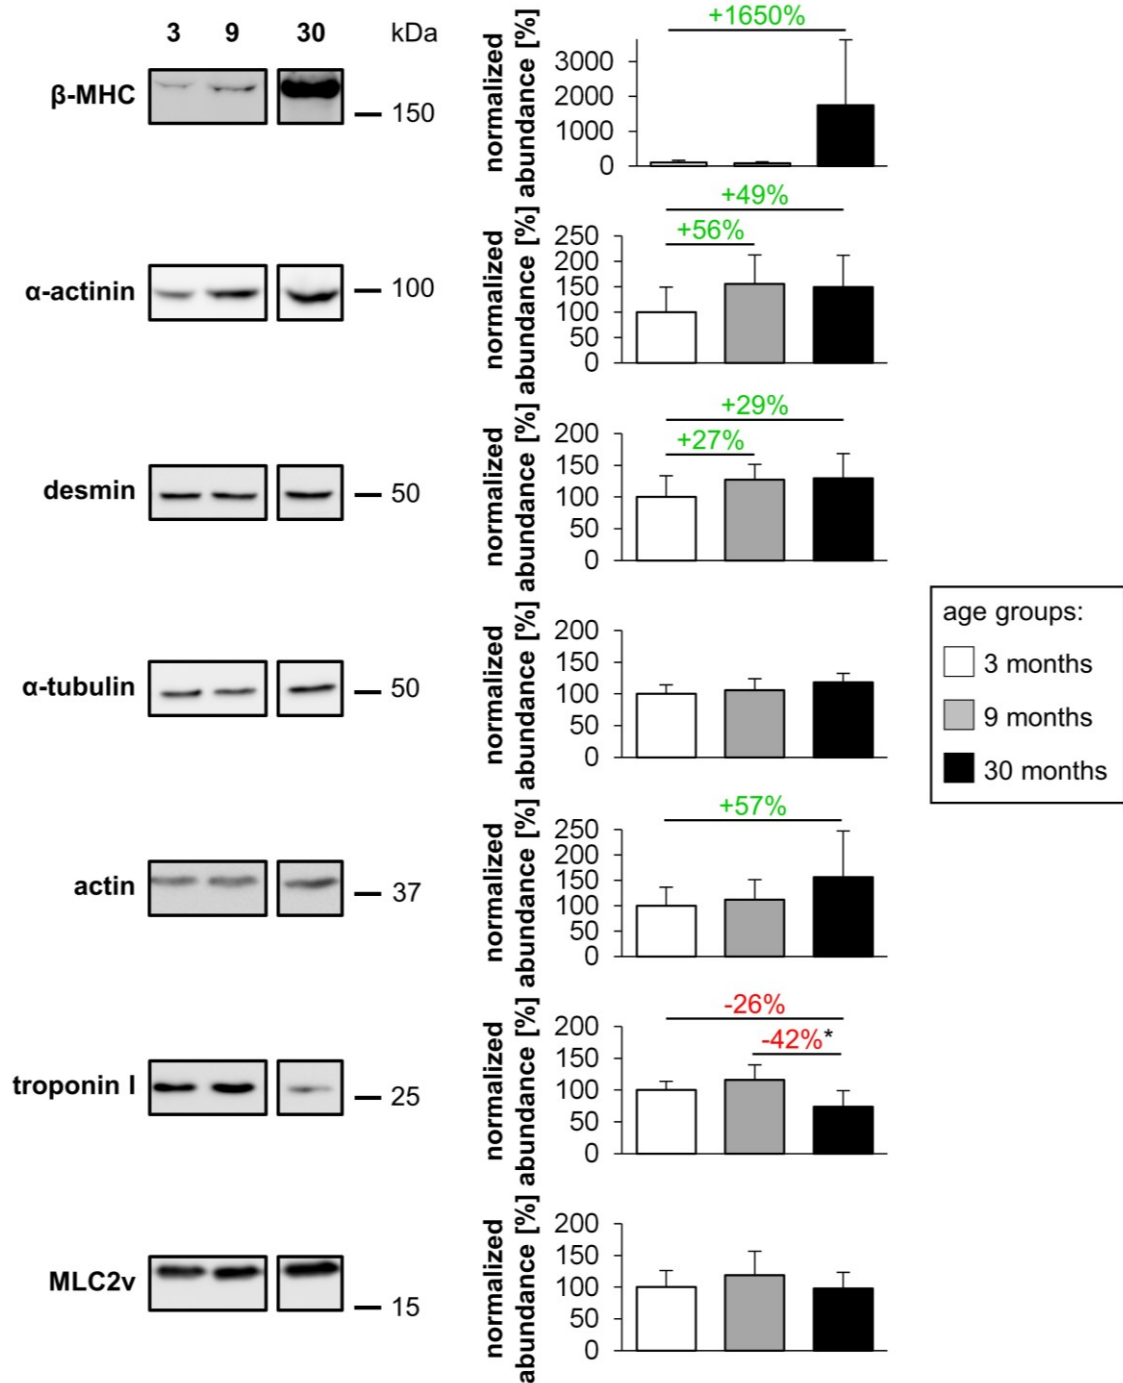 3 9 30 kDa
β-MHC
150
normalized
abundance [%]
3000
2000
1000
0
+1650%
α-actinin
100
normalized
abundance [%]
250
200
150
100
50
0
+49%
+56%
desmin
50
normalized
abundance [%]
200
150
100
50
0
+29%
+27%
α-tubulin
50
normalized
abundance [%]
200
150
100
50
0
age groups:
3 months
9 months
30 months
actin
37
normalized
abundance [%]
250
200
150
100
50
0
+57%
troponin I
25
normalized
abundance [%]
200
150
100
50
0
-26%
-42%*
MLC2v
15
normalized
abundance [%]
200
150
100
50
0